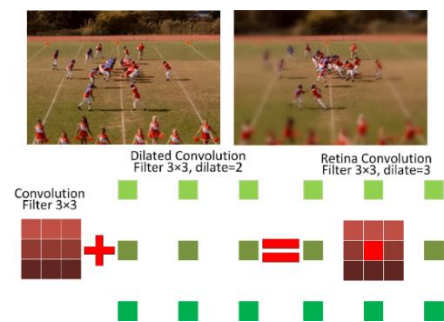 Dilated Convolution
Filter 3×3, dilate=2
Retina Convolution
Filter 3×3, dilate=3
Convolution
Filter 3×3